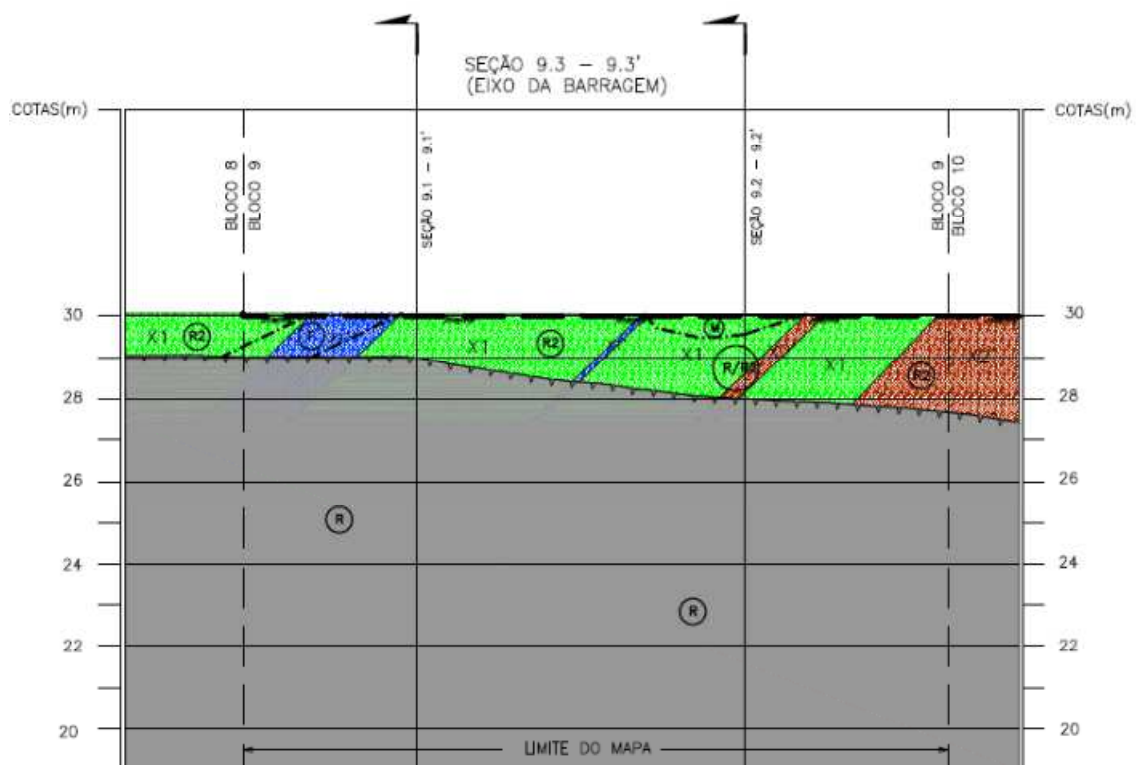 SEÇÃO 9.3 – 9.3'
(EIXO DA BARRAGEM)
COTAS(m)
COTAS(m)
BLOCO 8
BLOCO 9
SEÇÃO 9.1 – 9.1'
SEÇÃO 9.2 – 9.2'
BLOCO 9
BLOCO 10
30
30
X1
R2
X1
R2
X1
M
X1
R2
X2
28
28
26
26
R
24
24
R
22
22
20
20
LIMITE DO MAPA